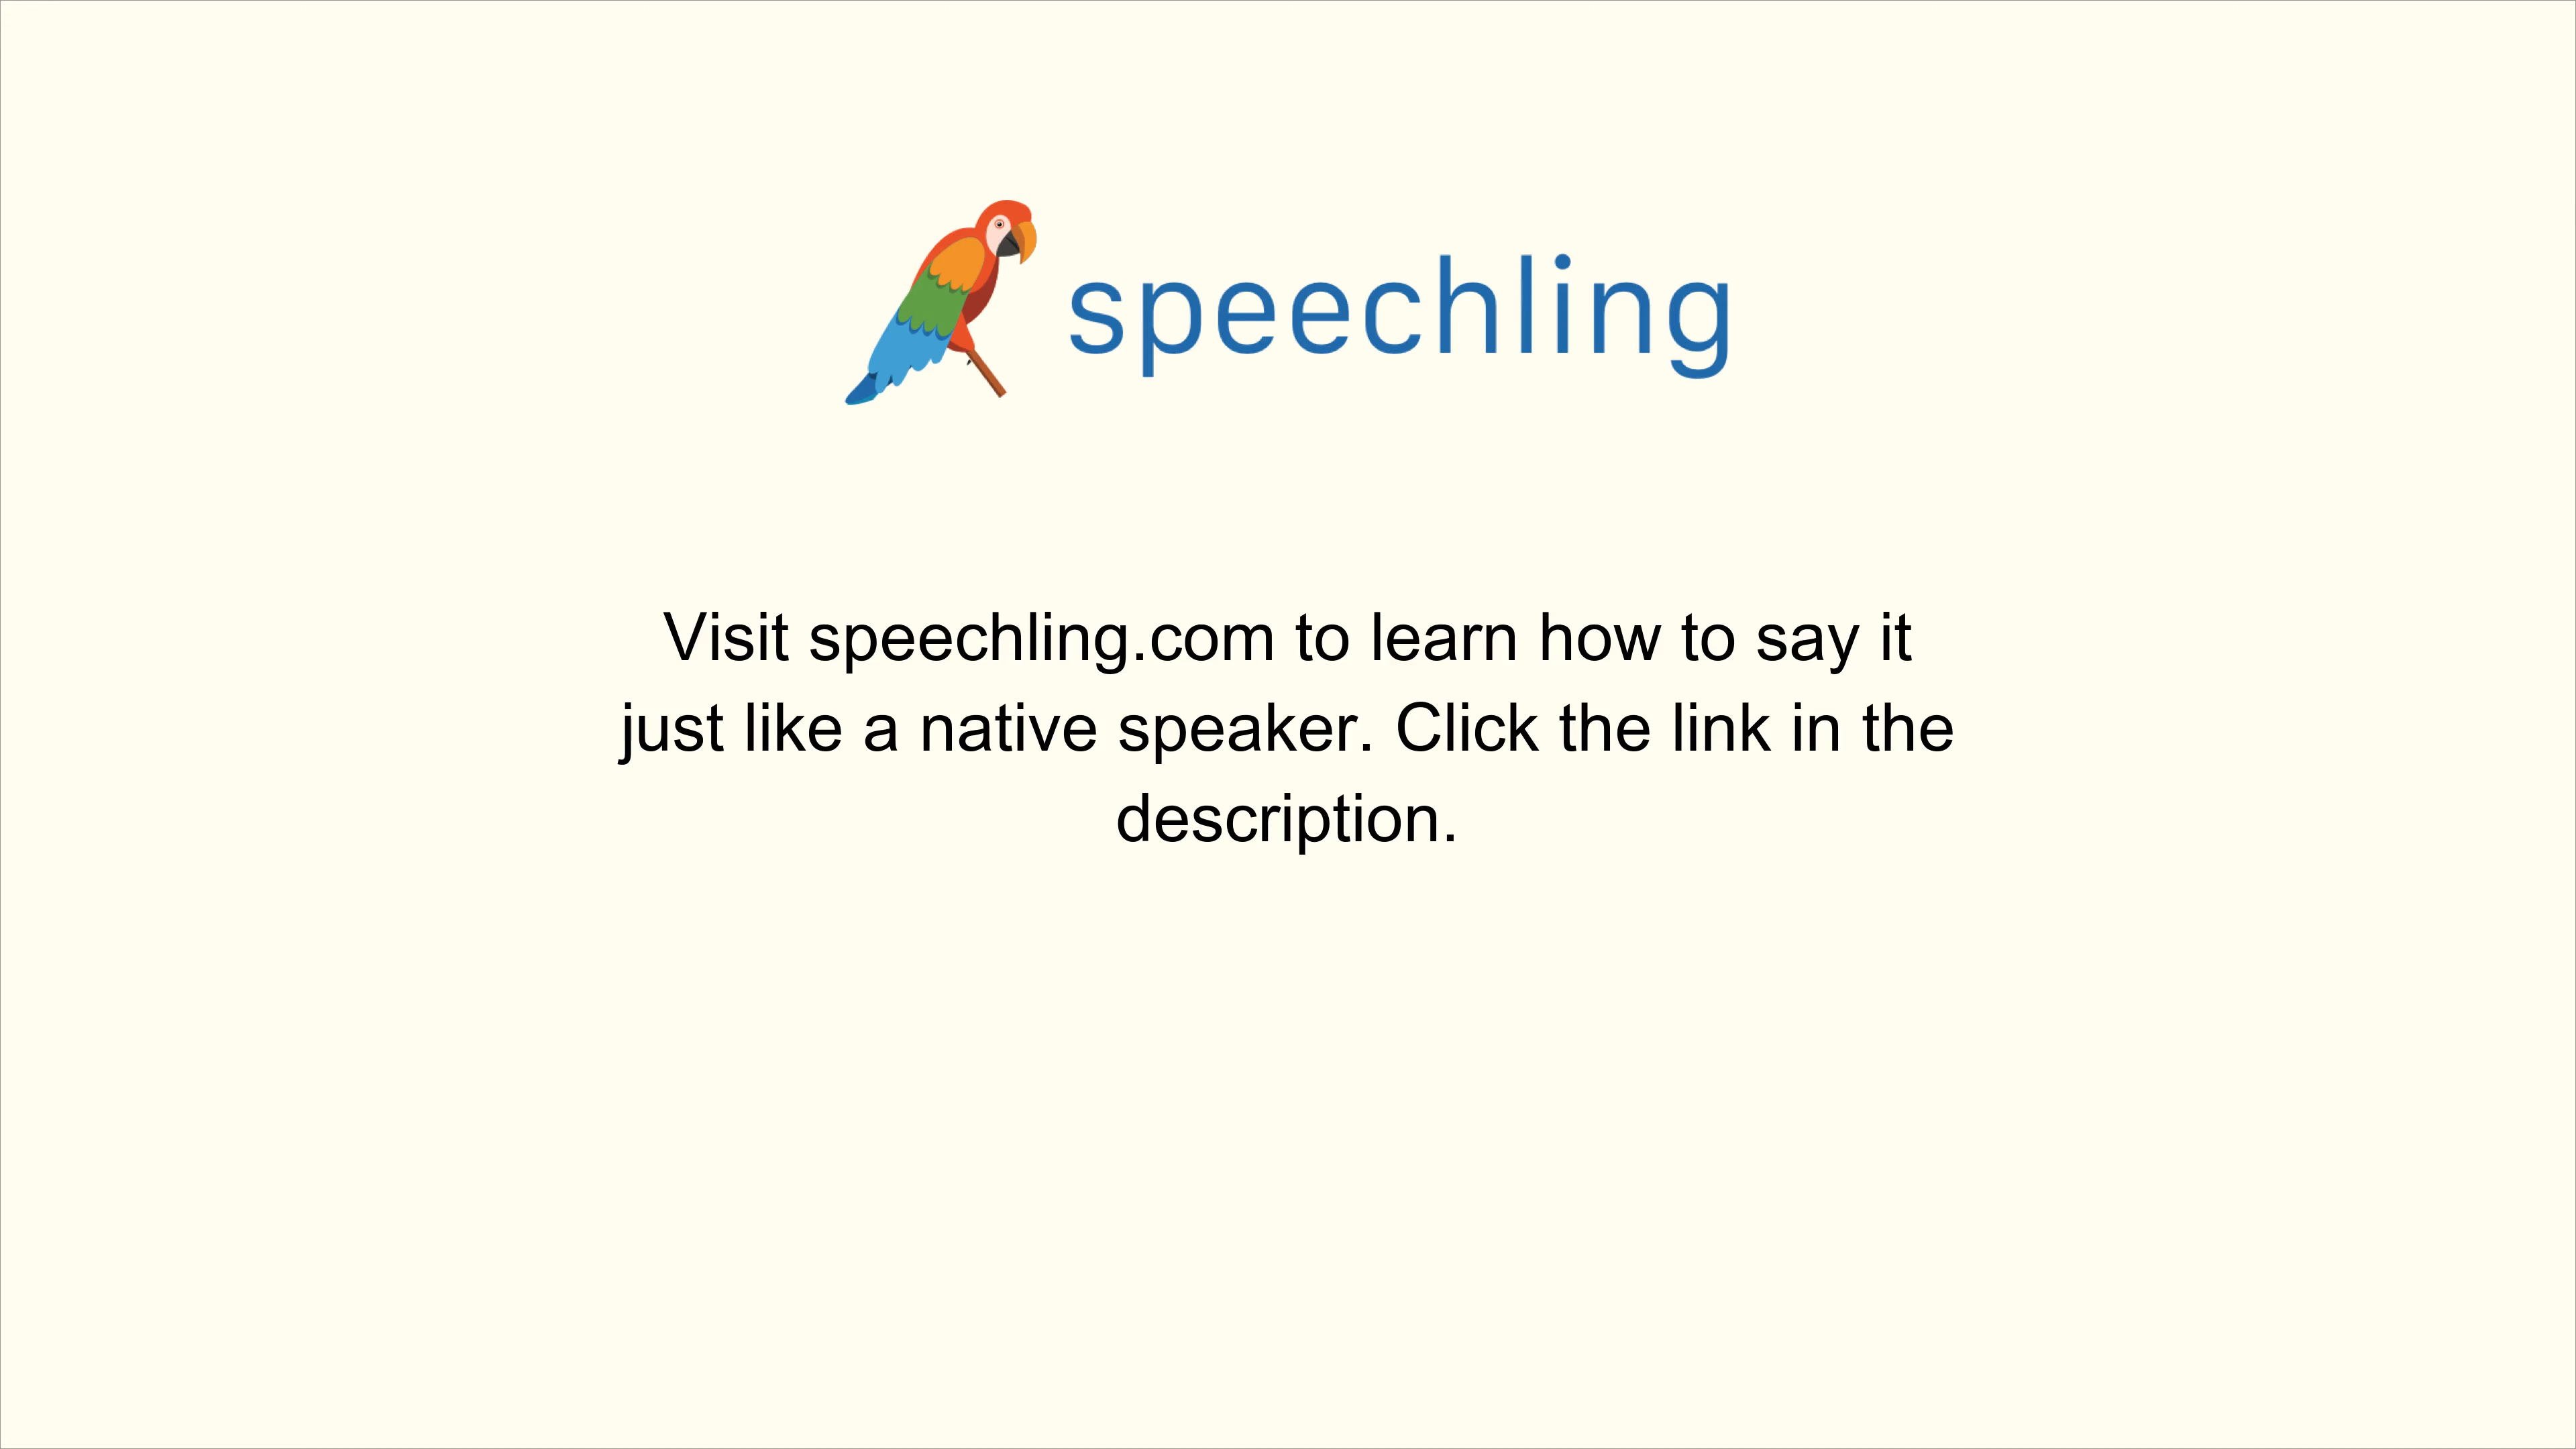 speechling
Visit speechling.com to learn how to say it
just like a native speaker. Click the link in the
description.